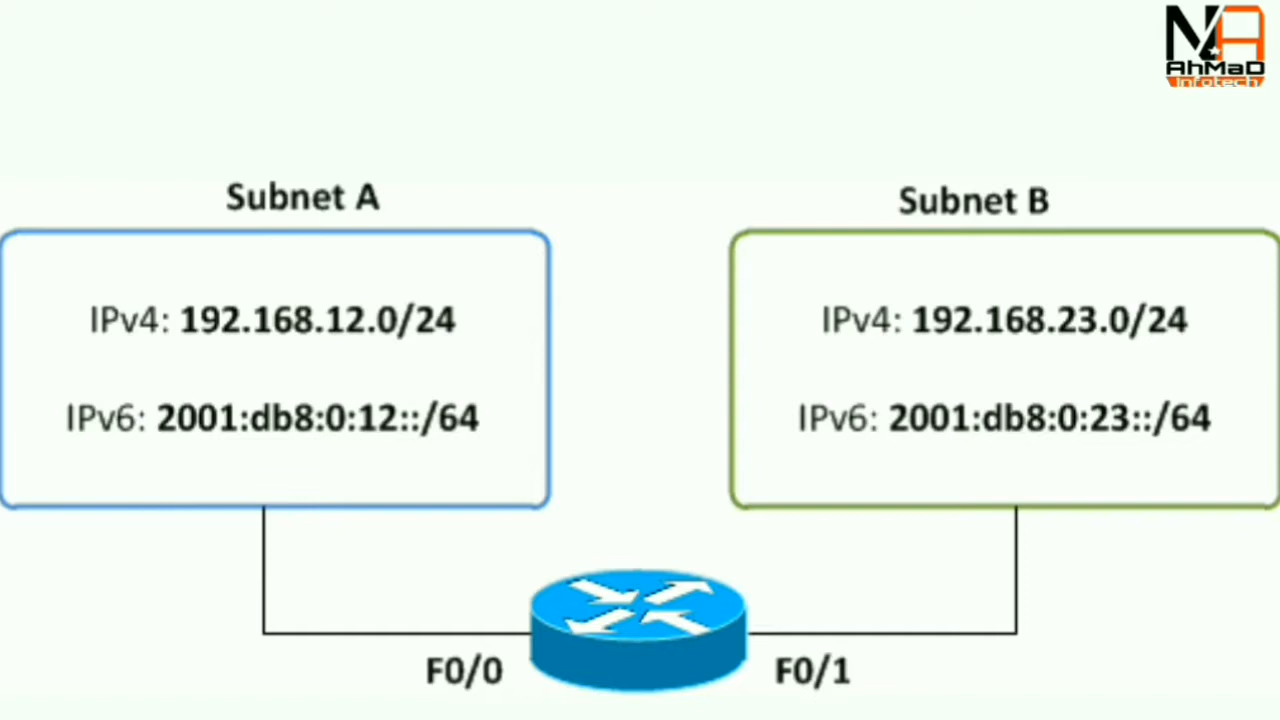 NA
AhMaD
Infotech
Subnet A
Subnet B
IPv4: 192.168.12.0/24
IPv4: 192.168.23.0/24
IPv6: 2001:db8:0:12::/64
IPv6: 2001:db8:0:23::/64
F0/0
F0/1